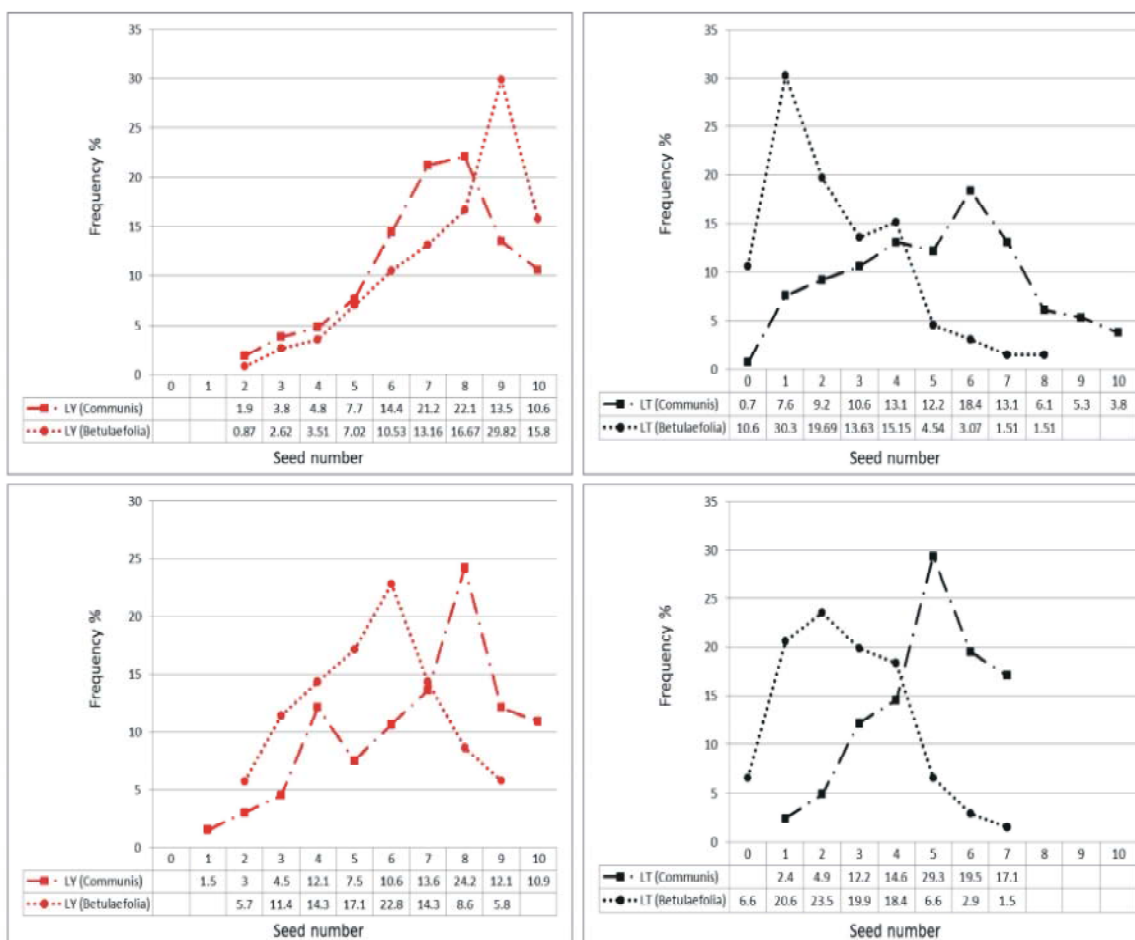 35
30
25
20
15
10
5
0
Frequency %
0 1 2 3 4 5 6 7 8 9 10
LY (Communis) 1.9 3.8 4.8 7.7 14.4 21.2 22.1 13.5 10.6
LY (Betulaefolia) 0.87 2.62 3.51 7.02 10.53 13.16 16.67 29.82 15.8
Seed number
35
30
25
20
15
10
5
0
Frequency %
0 1 2 3 4 5 6 7 8 9 10
LT (Communis) 0.7 7.6 9.2 10.6 13.1 12.2 18.4 13.1 6.1 5.3 3.8
LT (Betulaefolia) 10.6 30.3 19.69 13.63 15.15 4.54 3.07 1.51 1.51
Seed number
30
25
20
15
10
5
0
Frequency %
0 1 2 3 4 5 6 7 8 9 10
LY (Communis) 1.5 3 4.5 12.1 7.5 10.6 13.6 24.2 12.1 10.9
LY (Betulaefolia) 5.7 11.4 14.3 17.1 22.8 14.3 8.6 5.8
Seed number
35
30
25
20
15
10
5
0
Frequency %
0 1 2 3 4 5 6 7 8 9 10
LT (Communis) 2.4 4.9 12.2 14.6 29.3 19.5 17.1
LT (Betulaefolia) 6.6 20.6 23.5 19.9 18.4 6.6 2.9 1.5
Seed number